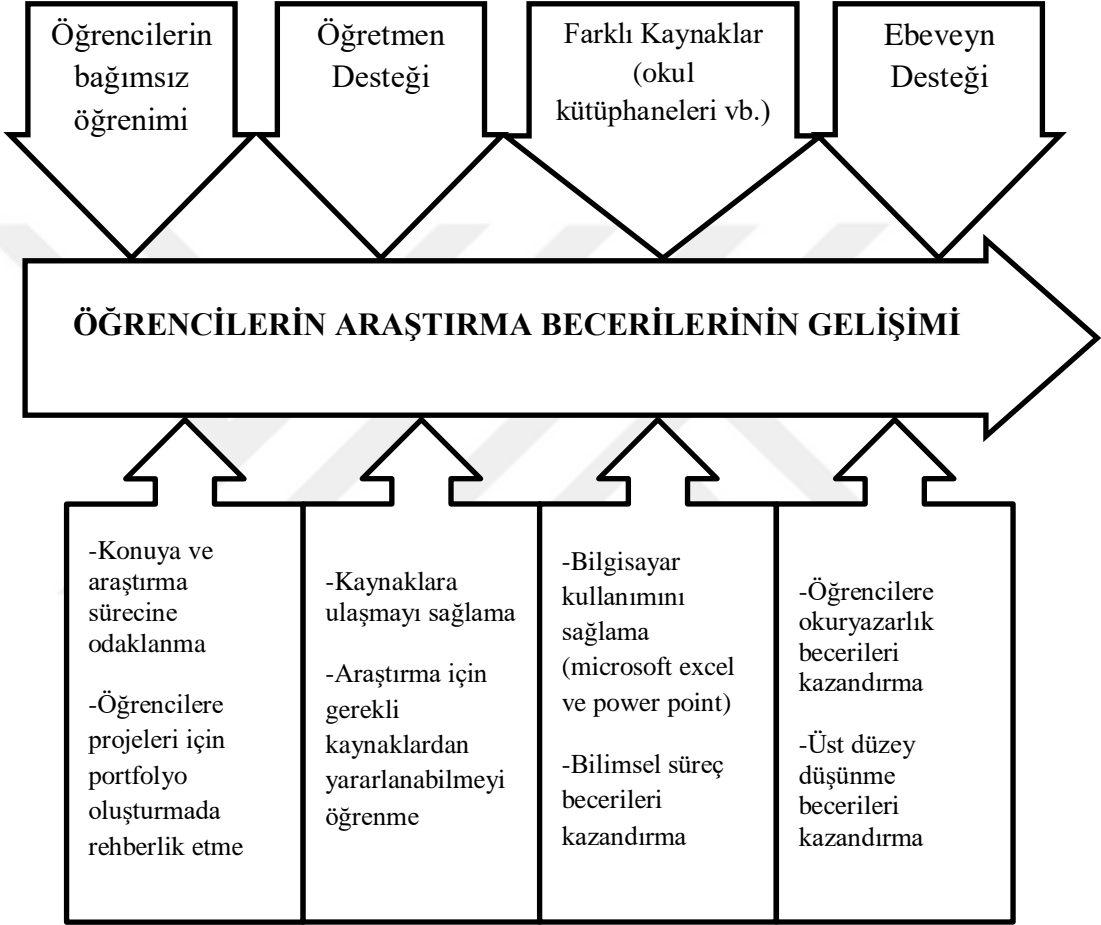 Öğrencilerin
bağımsız
öğrenimi
Öğretmen
Desteği
Farklı Kaynaklar
(okul
kütüphaneleri vb.)
Ebeveyn
Desteği
ÖĞRENCİLERİN ARAŞTIRMA BECERİLERİNİN GELİŞİMİ
-Konuya ve
araştırma
sürecine
odaklanma
-Öğrencilere
projeleri için
portfolyo
oluşturmada
rehberlik etme
-Kaynaklara
ulaşmayı sağlama
-Araştırma için
gerekli
kaynaklardan
yararlanabilmeyi
öğrenme
-Bilgisayar
kullanımını
sağlama
(microsoft excel
ve power point)
-Bilimsel süreç
becerileri
kazandırma
-Öğrencilere
okuryazarlık
becerileri
kazandırma
-Üst düzey
düşünme
becerileri
kazandırma